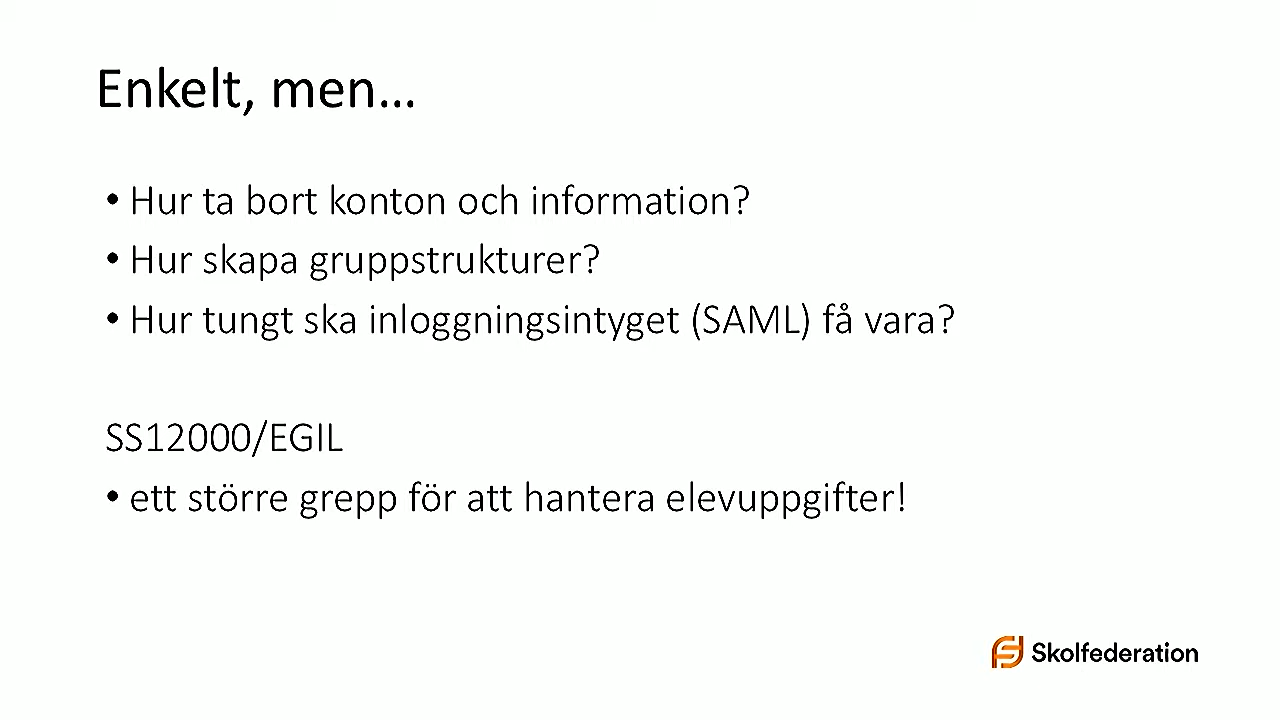 Enkelt, men…
• Hur ta bort konton och information?
• Hur skapa gruppstrukturer?
• Hur tungt ska inloggningsintyget (SAML) få vara?
SS12000/EGIL
• ett större grepp för att hantera elevuppgifter!
Skolfederation